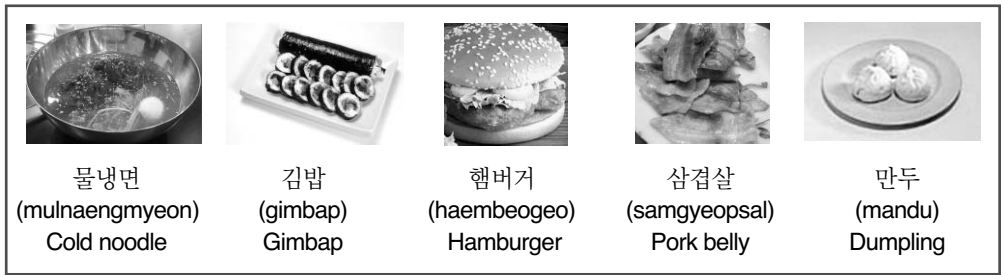 물냉면 김밥 햄버거 삼겹살 만두
(mulnaengmyeon) (gimbap) (haembeogeo) (samgyeopsal) (mandu)
Cold noodle Gimbap Hamburger Pork belly Dumpling